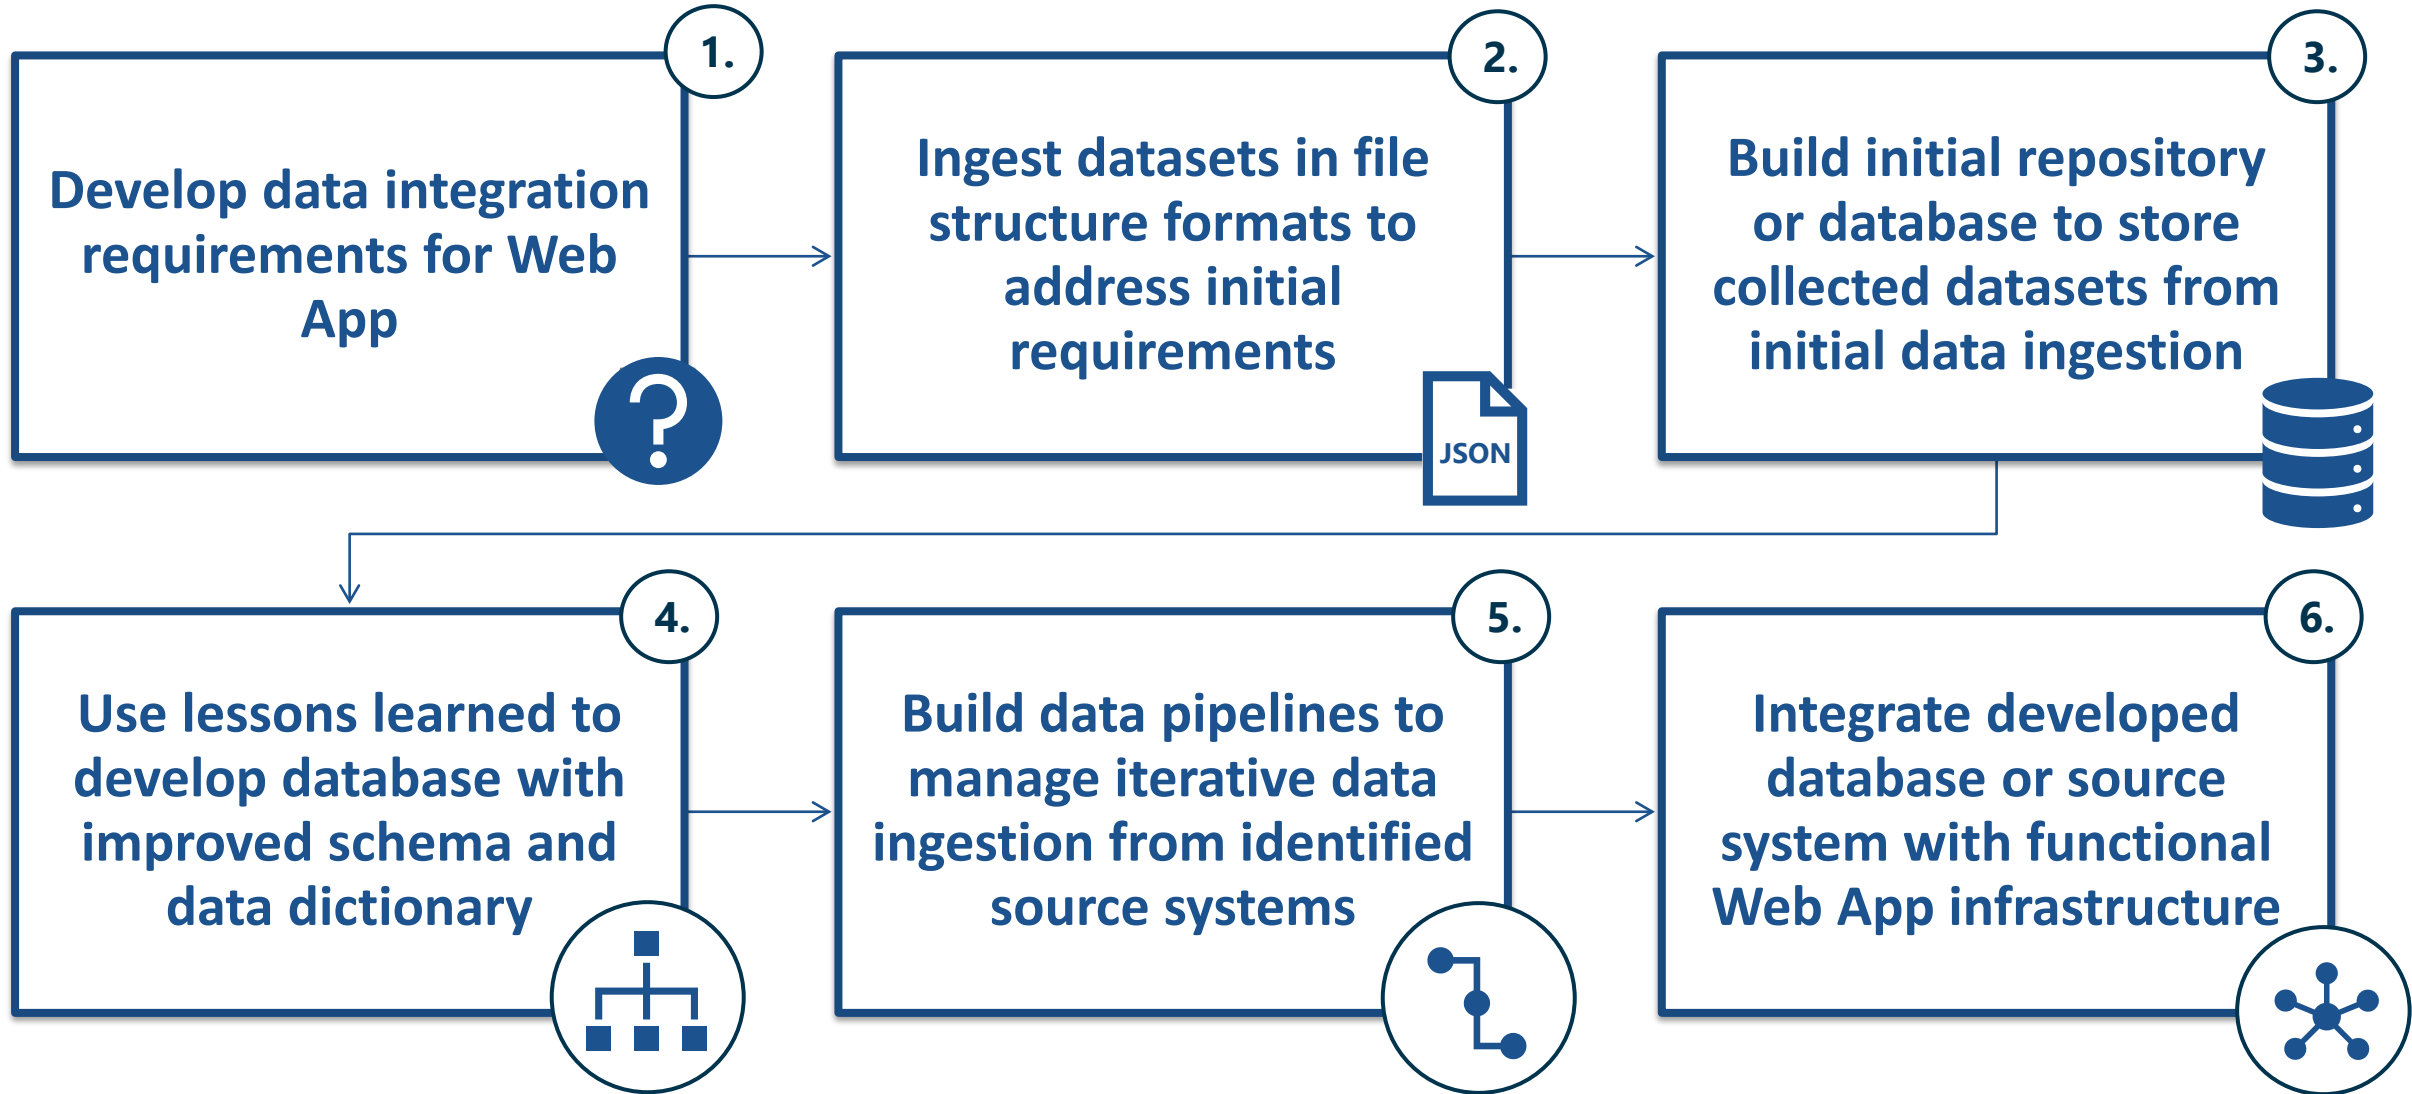 1.
Develop data integration
requirements for Web
App
2.
Ingest datasets in file
structure formats to
address initial
requirements
JSON
3.
Build initial repository
or database to store
collected datasets from
initial data ingestion
4.
Use lessons learned to
develop database with
improved schema and
data dictionary
5.
Build data pipelines to
manage iterative data
ingestion from identified
source systems
6.
Integrate developed
database or source
system with functional
Web App infrastructure